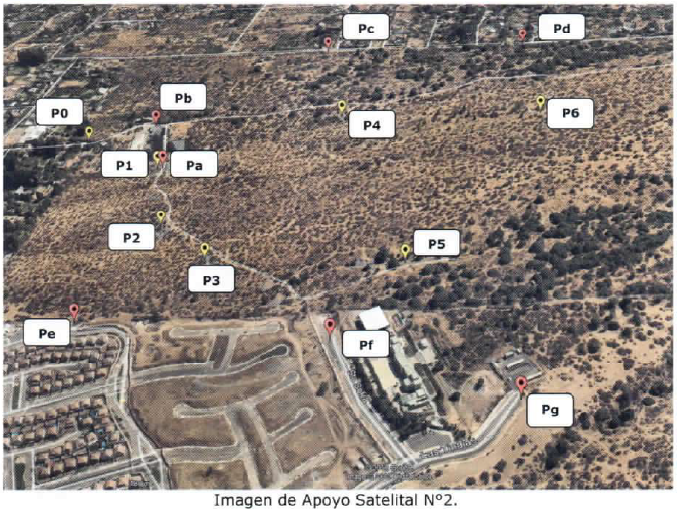 Pc
Pd
Pb
P0
P4
P6
P1
Pa
P2
P3
P5
Pe
Pf
Pg
Imagen de Apoyo Satelital N°2.